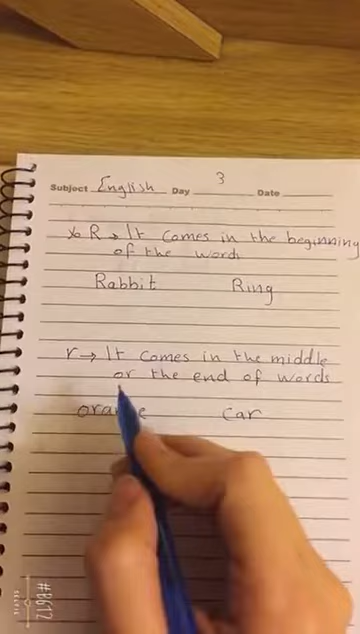 Subject English Day 3 Date
* R → It comes in the beginning
of the words
Rabbit Ring
r → It comes in the middle
or the end of words
car
#B612
SELFIE